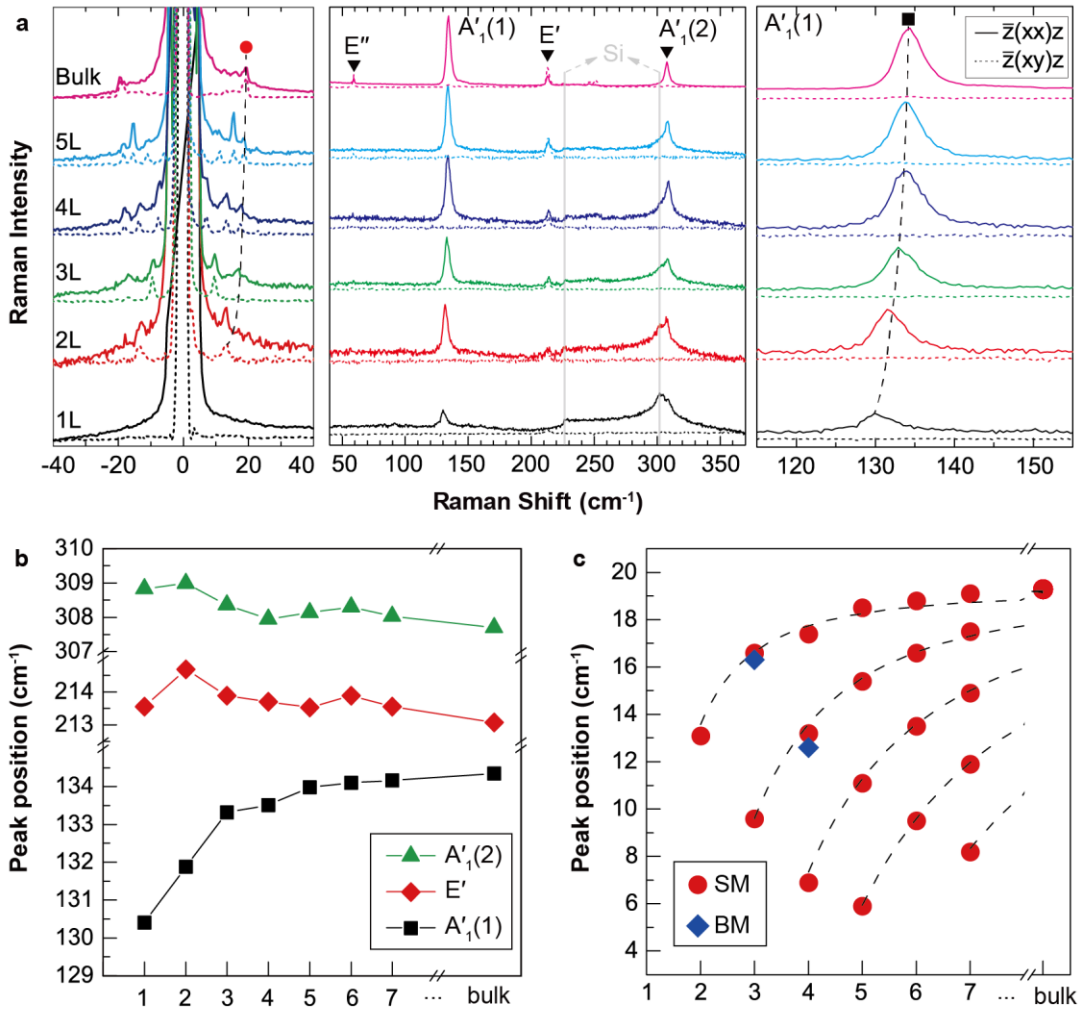 a
E″
A′₁(1)
E′
A′₁(2)
Si
A′₁(1)
z̅(xx)z
z̅(xy)z
Bulk
5L
4L
3L
2L
1L
Raman Intensity
-40 -20 0 20 40
50 100 150 200 250 300 350
120 130 140 150
Raman Shift (cm⁻¹)
b
310
309
308
307
214
213
134
133
132
131
130
129
Peak position (cm⁻¹)
A′₁(2)
E′
A′₁(1)
1 2 3 4 5 6 7 ... bulk
c
20
18
16
14
12
10
8
6
4
Peak position (cm⁻¹)
SM
BM
1 2 3 4 5 6 7 ... bulk